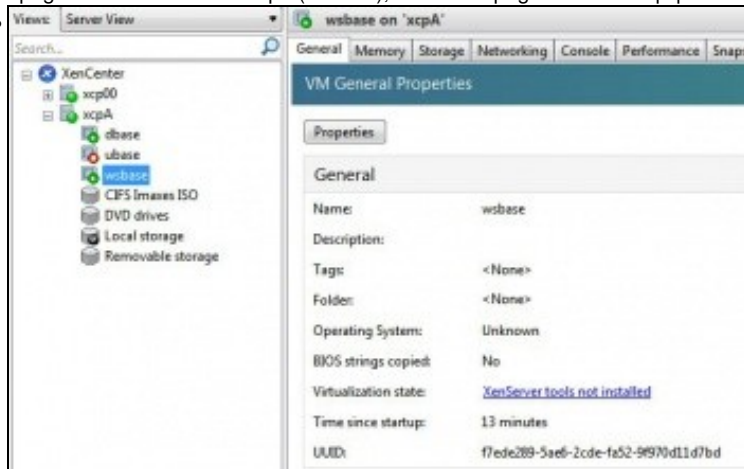 Views: Server View
Search...
XenCenter
xcp00
xcpA
dbase
ubase
wsbase
CIFS Imases ISO
DVD drives
Local storage
Removable storage
wsbase on 'xcpA'
General Memory Storage Networking Console Performance Snaps
VM General Properties
Properties
General
Name: wsbase
Description:
Tags: <None>
Folder: <None>
Operating System: Unknown
BIOS strings copied: No
Virtualization state: XenServer tools not installed
Time since startup: 13 minutes
UUID: f7ede289-5ae6-2cde-fa52-9f970d11d7bd